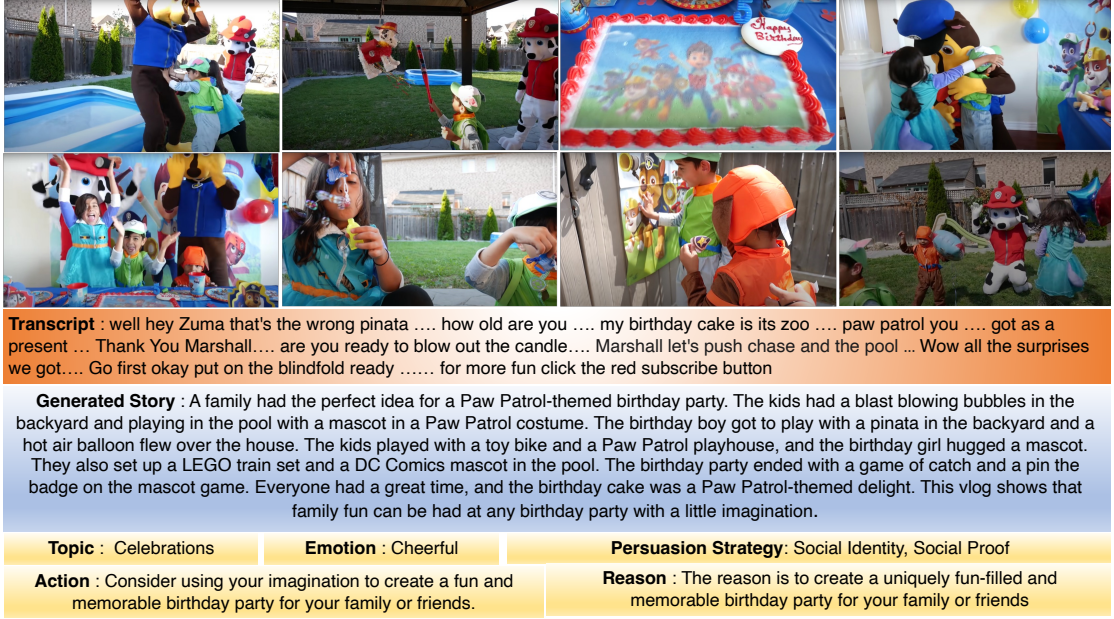 Happy
Birthday
Transcript : well hey Zuma that's the wrong pinata …. how old are you …. my birthday cake is its zoo …. paw patrol you …. got as a
present … Thank You Marshall…. are you ready to blow out the candle…. Marshall let's push chase and the pool ... Wow all the surprises
we got…. Go first okay put on the blindfold ready …… for more fun click the red subscribe button
Generated Story : A family had the perfect idea for a Paw Patrol-themed birthday party. The kids had a blast blowing bubbles in the
backyard and playing in the pool with a mascot in a Paw Patrol costume. The birthday boy got to play with a pinata in the backyard and a
hot air balloon flew over the house. The kids played with a toy bike and a Paw Patrol playhouse, and the birthday girl hugged a mascot.
They also set up a LEGO train set and a DC Comics mascot in the pool. The birthday party ended with a game of catch and a pin the
badge on the mascot game. Everyone had a great time, and the birthday cake was a Paw Patrol-themed delight. This vlog shows that
family fun can be had at any birthday party with a little imagination.
Topic : Celebrations
Emotion : Cheerful
Persuasion Strategy: Social Identity, Social Proof
Action : Consider using your imagination to create a fun and
memorable birthday party for your family or friends.
Reason : The reason is to create a uniquely fun-filled and
memorable birthday party for your family or friends